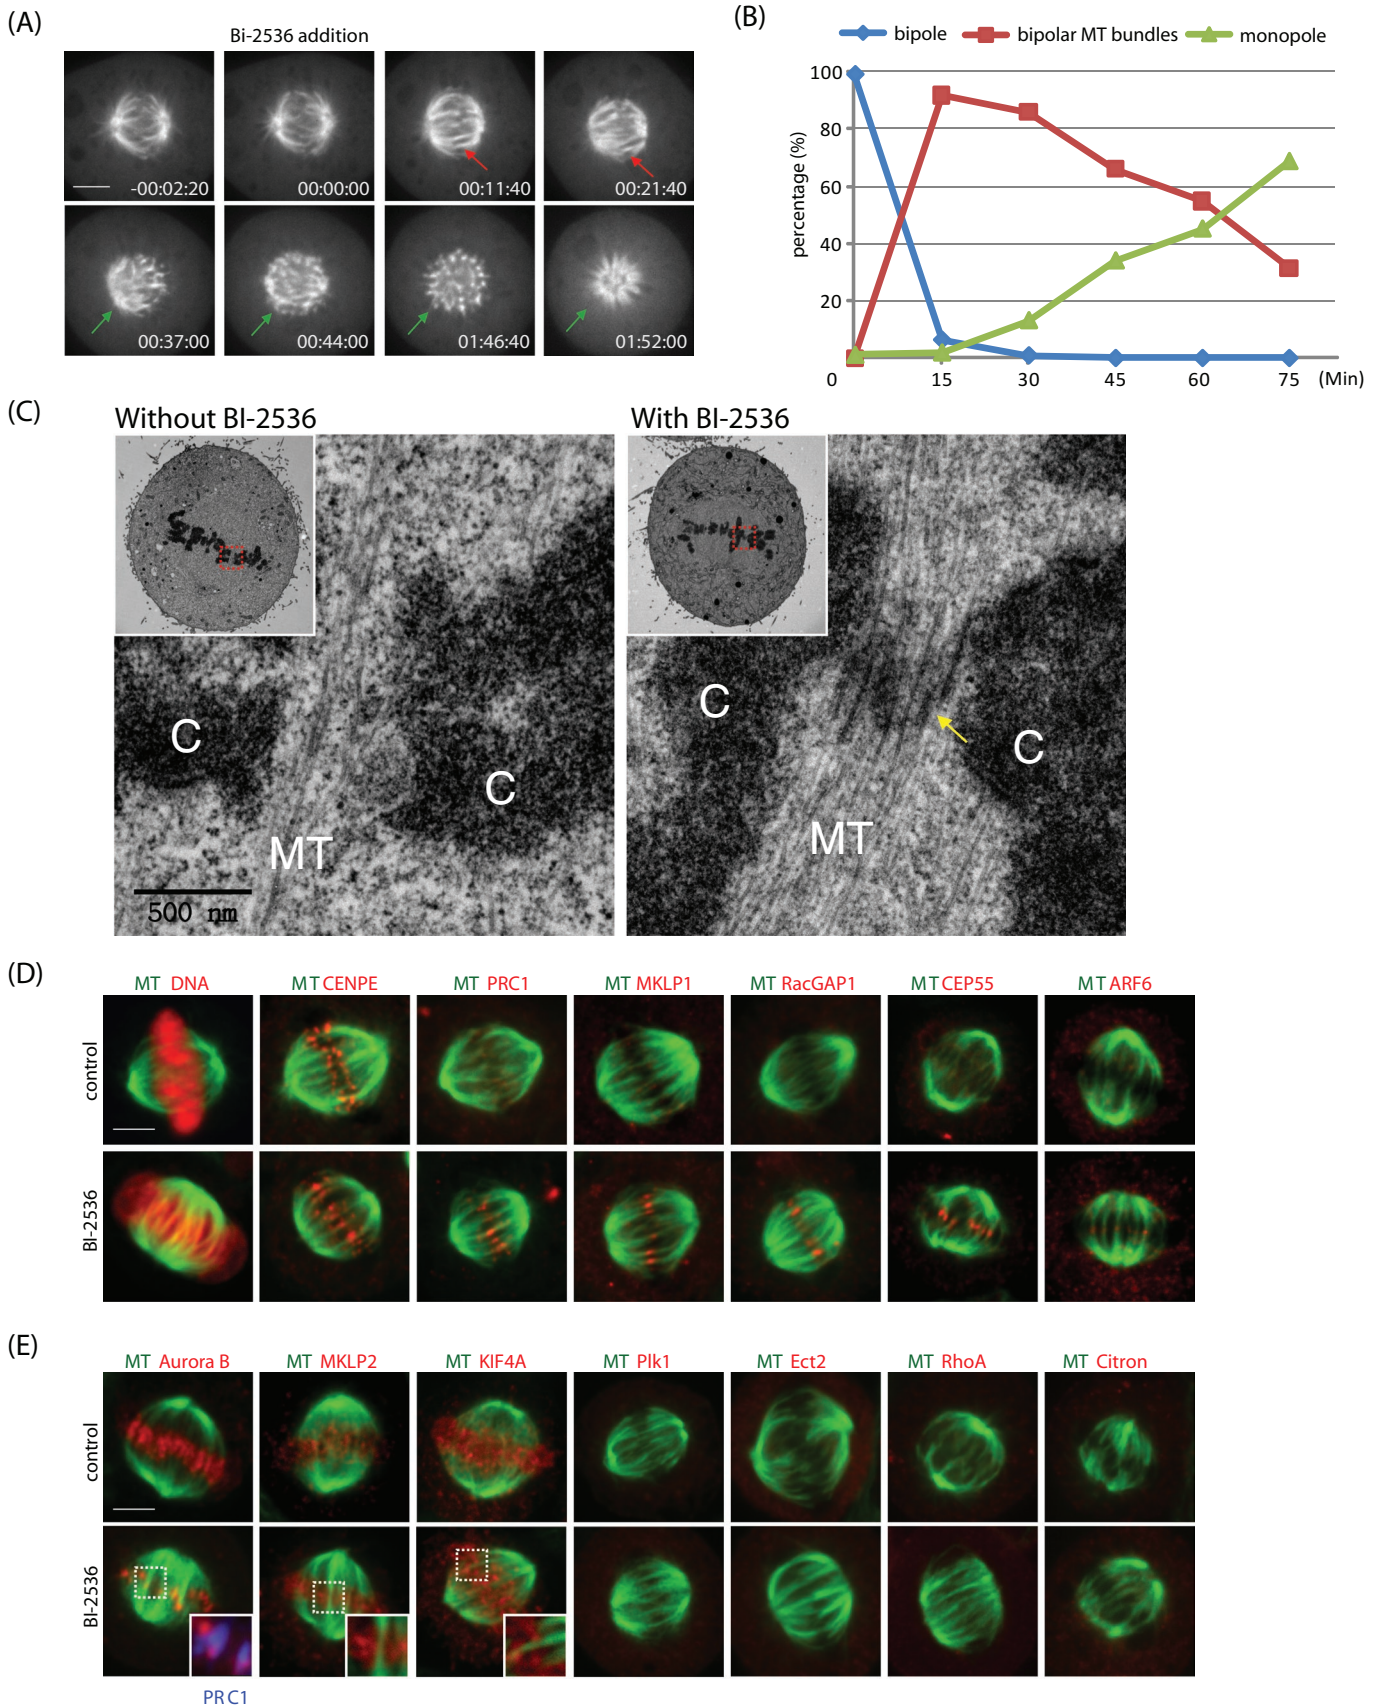 (A)
Bi-2536 addition
-00:02:20
00:00:00
00:11:40
00:21:40
00:37:00
00:44:00
01:46:40
01:52:00
(B)
bipole
bipolar MT bundles
monopole
percentage (%)
100
80
60
40
20
0
15
30
45
60
75
(Min)
(C)
Without BI-2536
With BI-2536
C
C
MT
500 nm
C
C
MT
(D)
MT DNA
MT CENPE
MT PRC1
MT MKLP1
MT RacGAP1
MT CEP55
MT ARF6
control
BI-2536
(E)
MT Aurora B
MT MKLP2
MT KIF4A
MT Plk1
MT Ect2
MT RhoA
MT Citron
control
BI-2536
PRC1